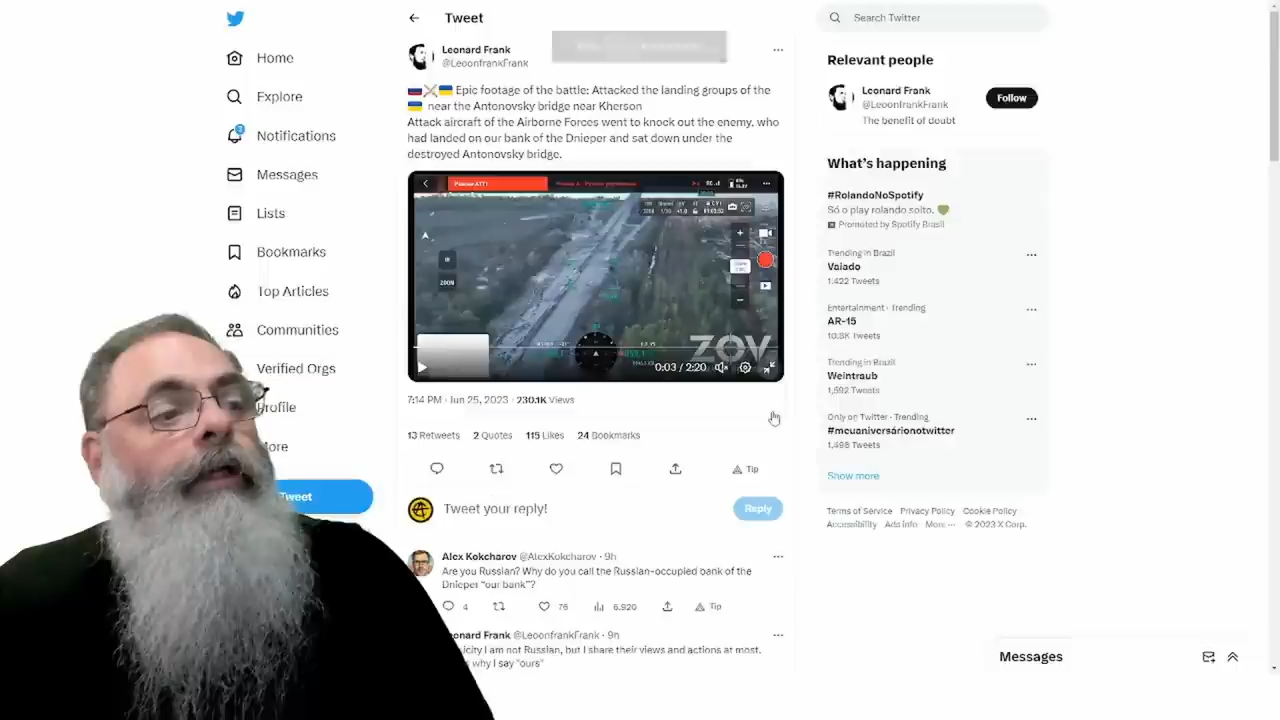 Home
Explore
3
Notifications
Messages
Lists
Bookmarks
Top Articles
Communities
Verified Orgs
Profile
ore
Tweet
Tweet
Leonard Frank
@LeoonfrankFrank
Epic footage of the battle: Attacked the landing groups of the
near the Antonovsky bridge near Kherson
Attack aircraft of the Airborne Forces went to knock out the enemy, who
had landed on our bank of the Dnieper and sat down under the
destroyed Antonovsky bridge.
ZOOM
ZOV
0:03 / 2:20
7:14 PM · Jun 25, 2023 · 230.1K Views
13 Retweets 2 Quotes 115 Likes 24 Bookmarks
Tip
Tweet your reply!
Reply
Alex Kokcharov @AlexKokcharov · 9h
Are you Russian? Why do you call the Russian-occupied bank of the
Dnieper "our bank"?
4 76 6,920 Tip
onard Frank @LeoonfrankFrank · 9h
icity I am not Russian, but I share their views and actions at most.
why I say "ours"
Search Twitter
Relevant people
Leonard Frank
@LeoonfrankFrank
Follow
The benefit of doubt
What's happening
#RolandoNoSpotify
Só o play rolando solto.
Promoted by Spotify Brasil
Trending in Brazil
Vaiado
1,422 Tweets
Entertainment · Trending
AR-15
Tweets
Trending in Brazil
Weintraub
1,592 Tweets
Only on Twitter · Trending
#meuaniversárionotwitter
1,498 Tweets
Show more
Terms of Service Privacy Policy Cookie Policy
Accessibility Ads info More ··· © 2023 X Corp.
Messages